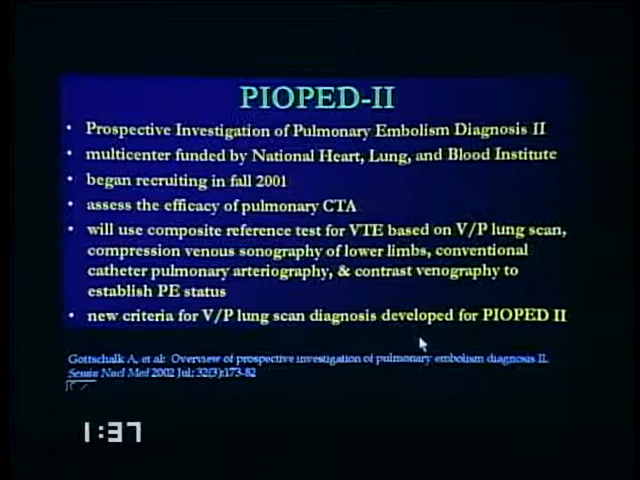 PIOPED-II
• Prospective Investigation of Pulmonary Embolism Diagnosis II
• multicenter funded by National Heart, Lung, and Blood Institute
• began recruiting in fall 2001
• assess the efficacy of pulmonary CTA
• will use composite reference test for VTE based on V/P lung scan,
compression venous sonography of lower limbs, conventional
catheter pulmonary arteriography, & contrast venography to
establish PE status
• new criteria for V/P lung scan diagnosis developed for PIOPED II
Gottschalk A, et al: Overview of prospective investigation of pulmonary embolism diagnosis II.
Semin Nucl Med 2002 Jul; 32(3):173-82
1:37